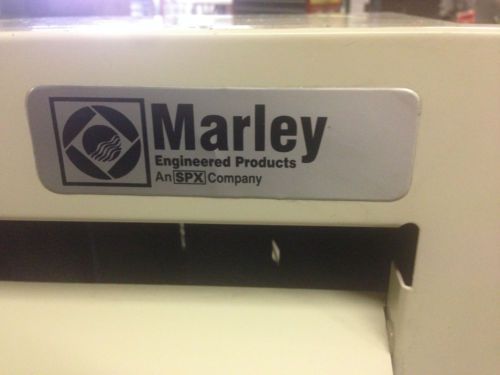 Marley
Engineered Products
An SPX Company